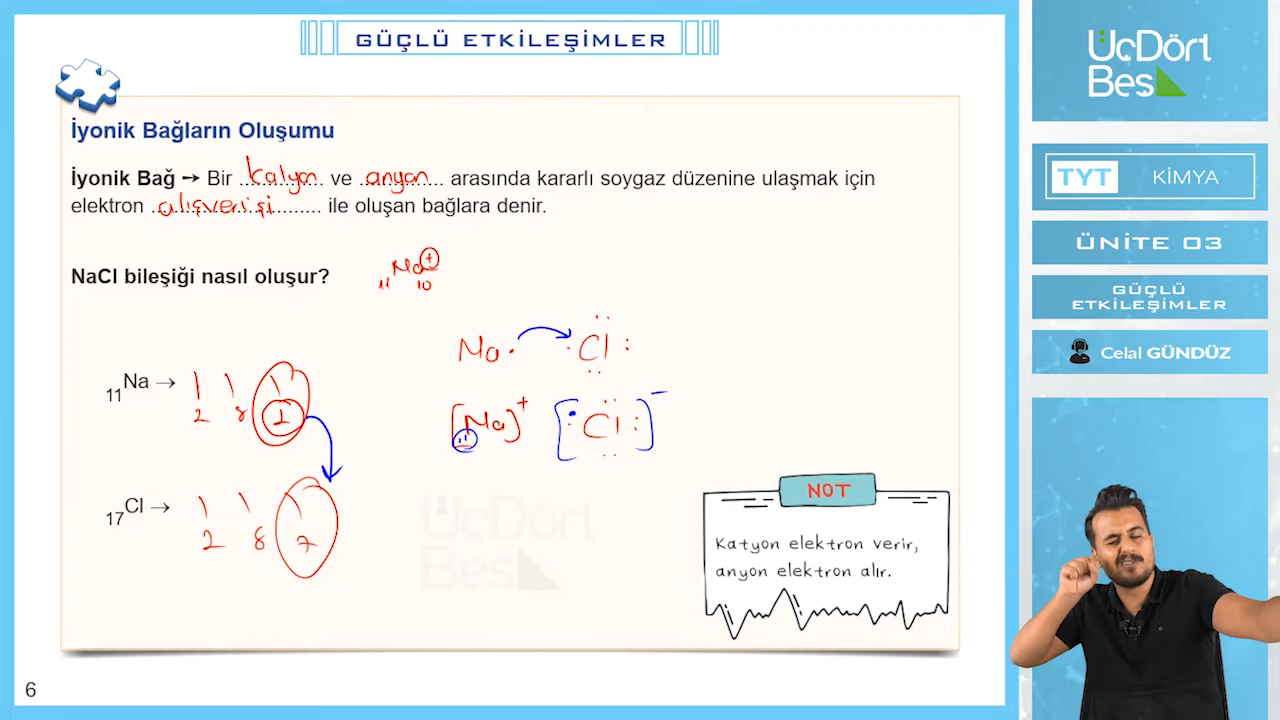 GÜÇLÜ ETKİLEŞİMLER
İyonik Bağların Oluşumu
İyonik Bağ ➙ Bir katyon ve anyon arasında kararlı soygaz düzenine ulaşmak için
elektron alışverişi ile oluşan bağlara denir.
NaCl bileşiği nasıl oluşur?
11Na+ 10
Na· ·Cl:
11Na → 2 8 1
[Na]+ [:Cl:]−
17Cl → 2 8 7
NOT
Katyon elektron verir,
anyon elektron alır.
6
ÜçDört
Beş
ÜçDört
Beş
TYT KİMYA
ÜNİTE 03
GÜÇLÜ
ETKİLEŞİMLER
Celal GÜNDÜZ